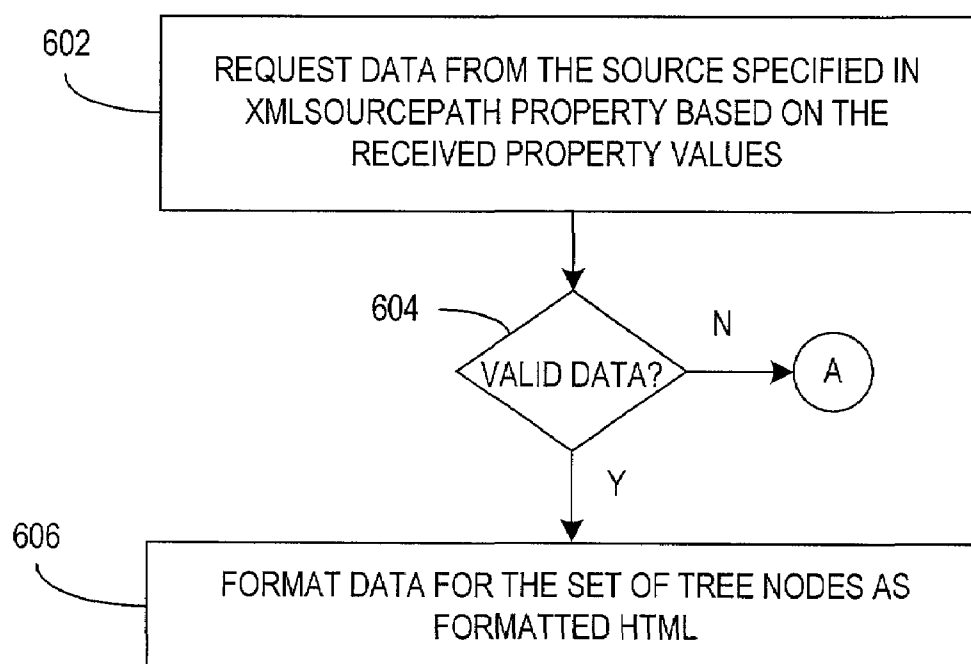 602
REQUEST DATA FROM THE SOURCE SPECIFIED IN
XMLSOURCEPATH PROPERTY BASED ON THE
RECEIVED PROPERTY VALUES
604
VALID DATA?
N
A
Y
606
FORMAT DATA FOR THE SET OF TREE NODES AS
FORMATTED HTML